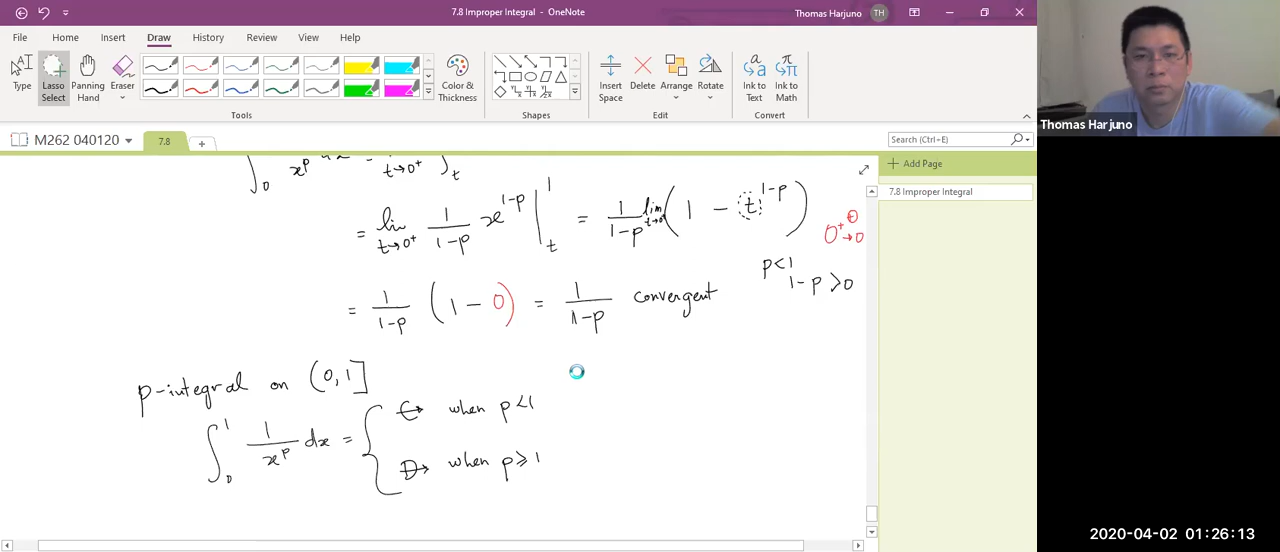 7.8 Improper Integral - OneNote
Thomas Harjuno TH
File Home Insert Draw History Review View Help
Type Lasso Select Panning Hand Eraser Color & Thickness Insert Space Delete Arrange Rotate Ink to Text Ink to Math
Tools Shapes Edit Convert
M262 040120 7.8 Search (Ctrl+E)
Add Page
7.8 Improper Integral
Thomas Harjuno
∫₀ x^p t→0⁺ ∫_t
= lim t→0⁺ 1/(1-p) x^(1-p) |_t^1 = 1/(1-p) lim t→0 (1 - t^(1-p))
0⁺^⊕ → 0
p<1
1-p >0
= 1/(1-p) (1 - 0) = 1/(1-p) convergent
p-integral on (0, 1]
∫₀¹ 1/x^p dx = { C when p<1
D when p≥1
2020-04-02 01:26:13